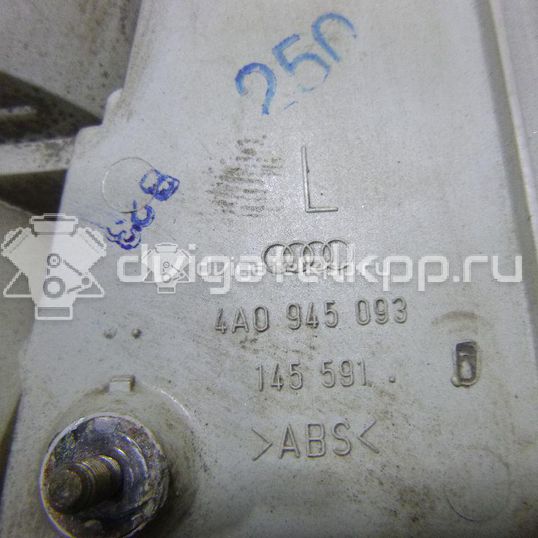 250
L
dvigatelkpp.ru
4A0 945 093
145 591.
D
>ABS<